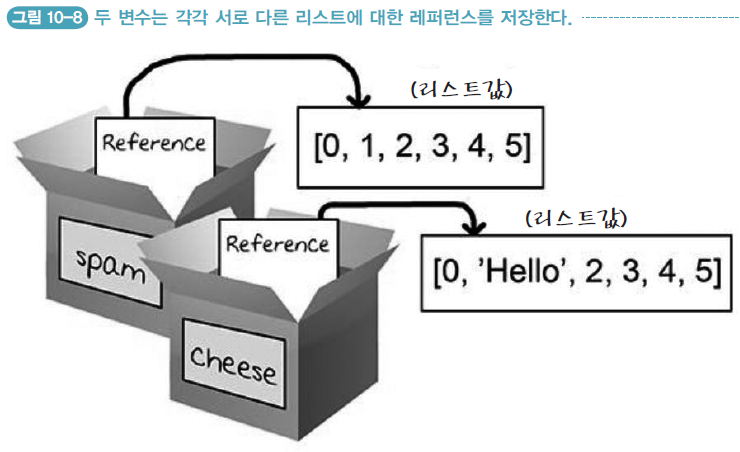 그림 10-8 두 변수는 각각 서로 다른 리스트에 대한 레퍼런스를 저장한다.
(리스트값)
Reference
[0, 1, 2, 3, 4, 5]
(리스트값)
Reference
spam
[0, ’Hello’, 2, 3, 4, 5]
Cheese